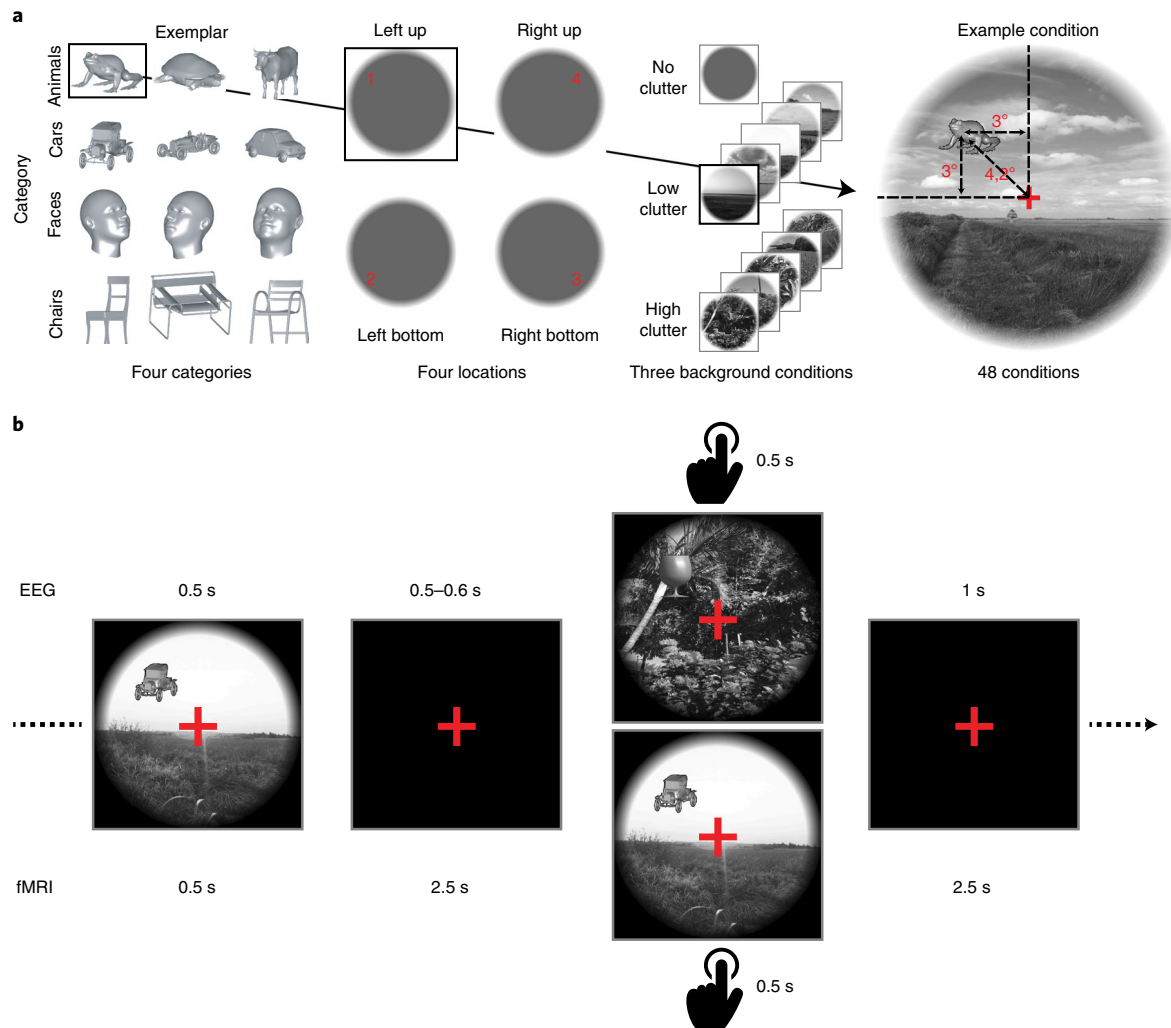 a
Exemplar
Left up
Right up
Example condition
Category
Animals
Cars
Faces
Chairs
1
4
2
3
Left bottom
Right bottom
No
clutter
Low
clutter
High
clutter
3°
3°
4,2°
Four categories
Four locations
Three background conditions
48 conditions
b
0.5 s
EEG
0.5 s
0.5–0.6 s
1 s
fMRI
0.5 s
2.5 s
2.5 s
0.5 s